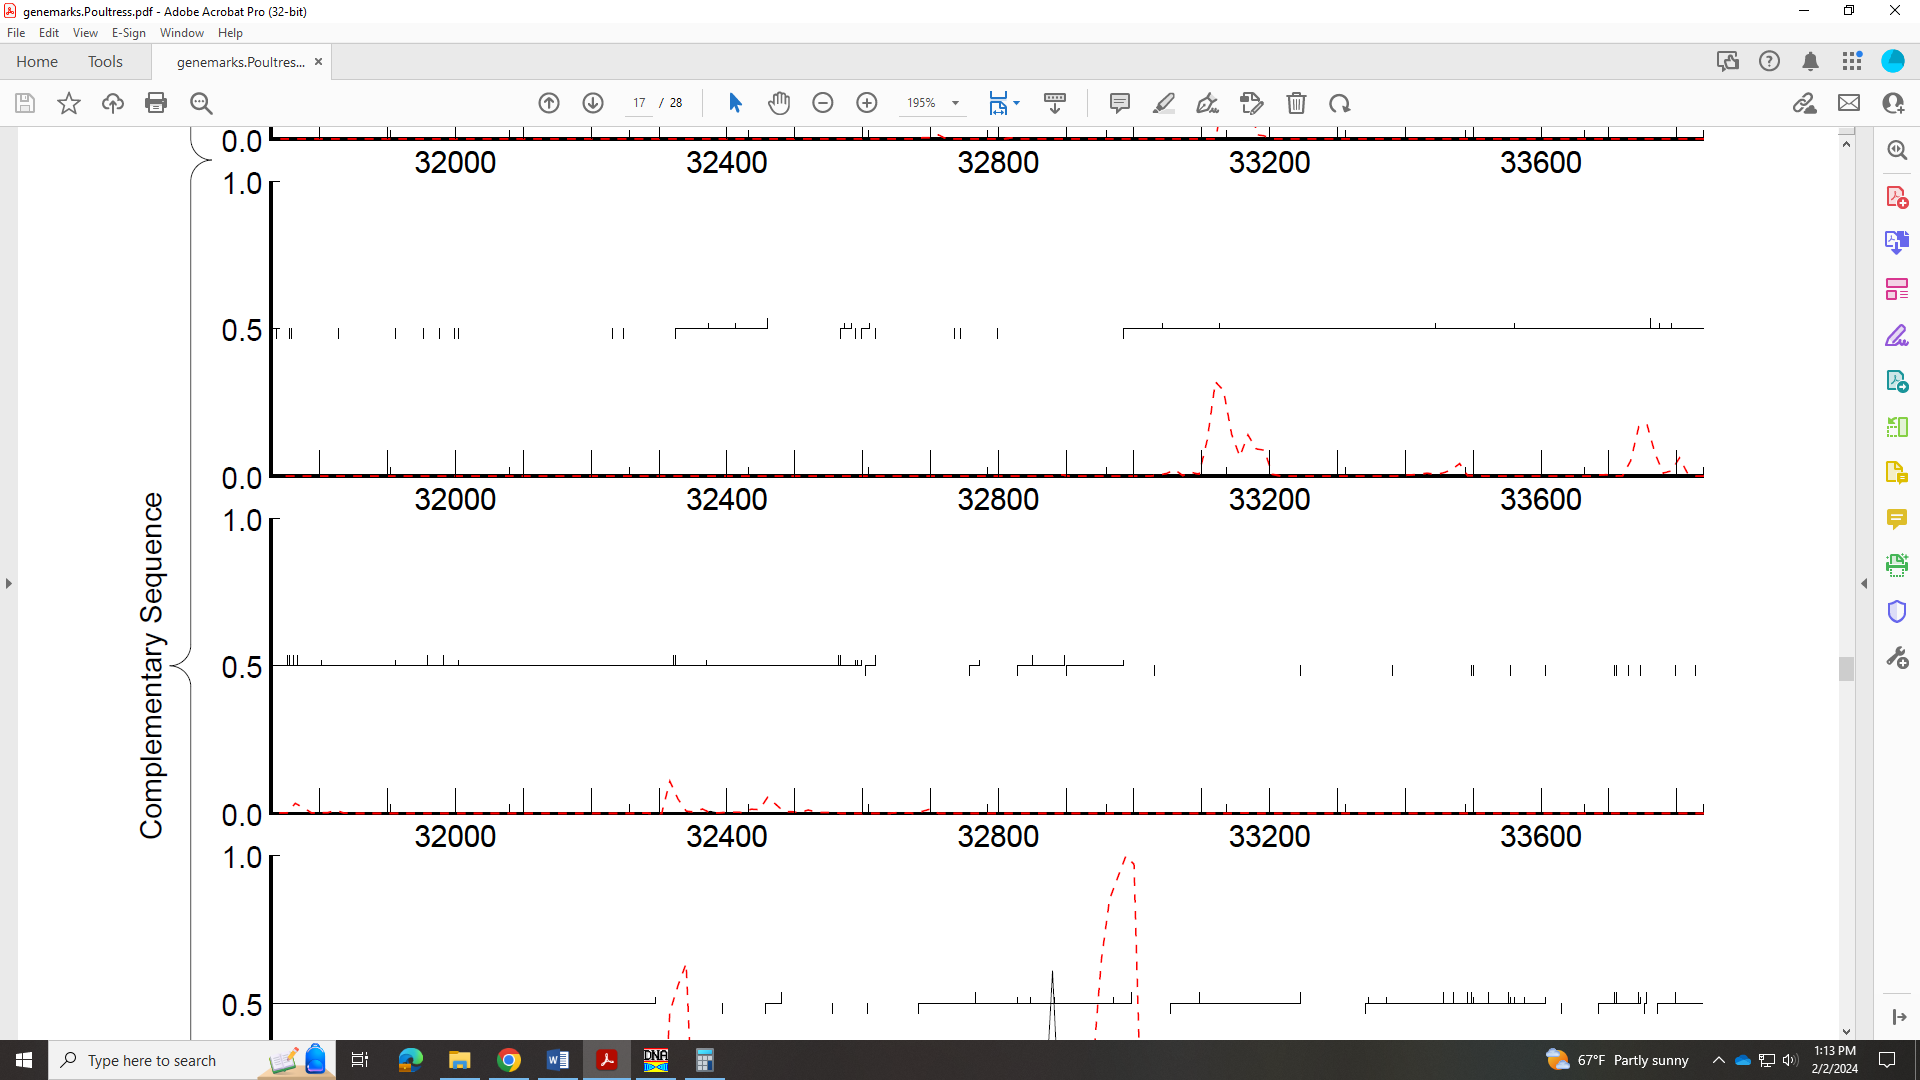 genemarks.Poultress.pdf - Adobe Acrobat Pro (32-bit)
File Edit View E-Sign Window Help
Home Tools genemarks.Poultres... ×
17 / 28 195%
0.0
32000 32400 32800 33200 33600
1.0
0.5
0.0
32000 32400 32800 33200 33600
Complementary Sequence
1.0
0.5
0.0
32000 32400 32800 33200 33600
1.0
0.5
Type here to search
DNA
67°F Partly sunny
1:13 PM
2/2/2024